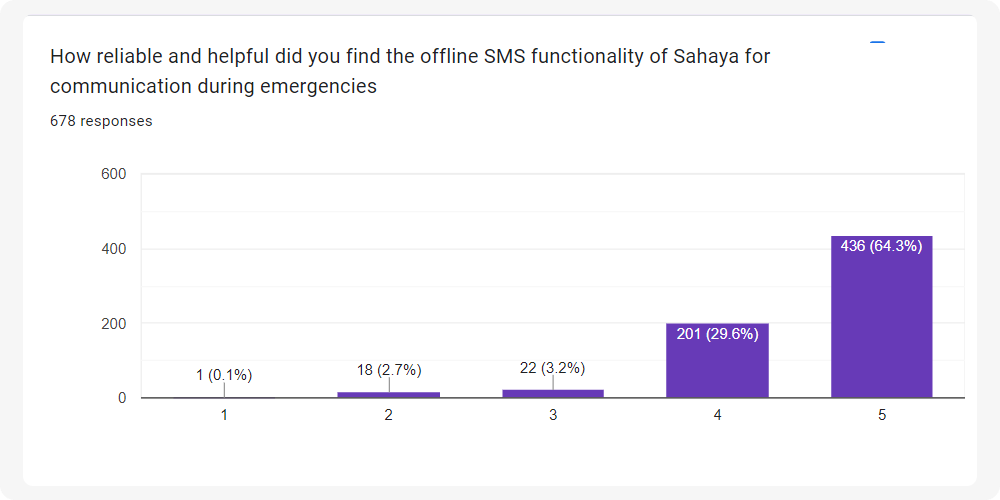 How reliable and helpful did you find the offline SMS functionality of Sahaya for
communication during emergencies
678 responses
600
400
200
0
1 (0.1%)
18 (2.7%)
22 (3.2%)
201 (29.6%)
436 (64.3%)
1 2 3 4 5